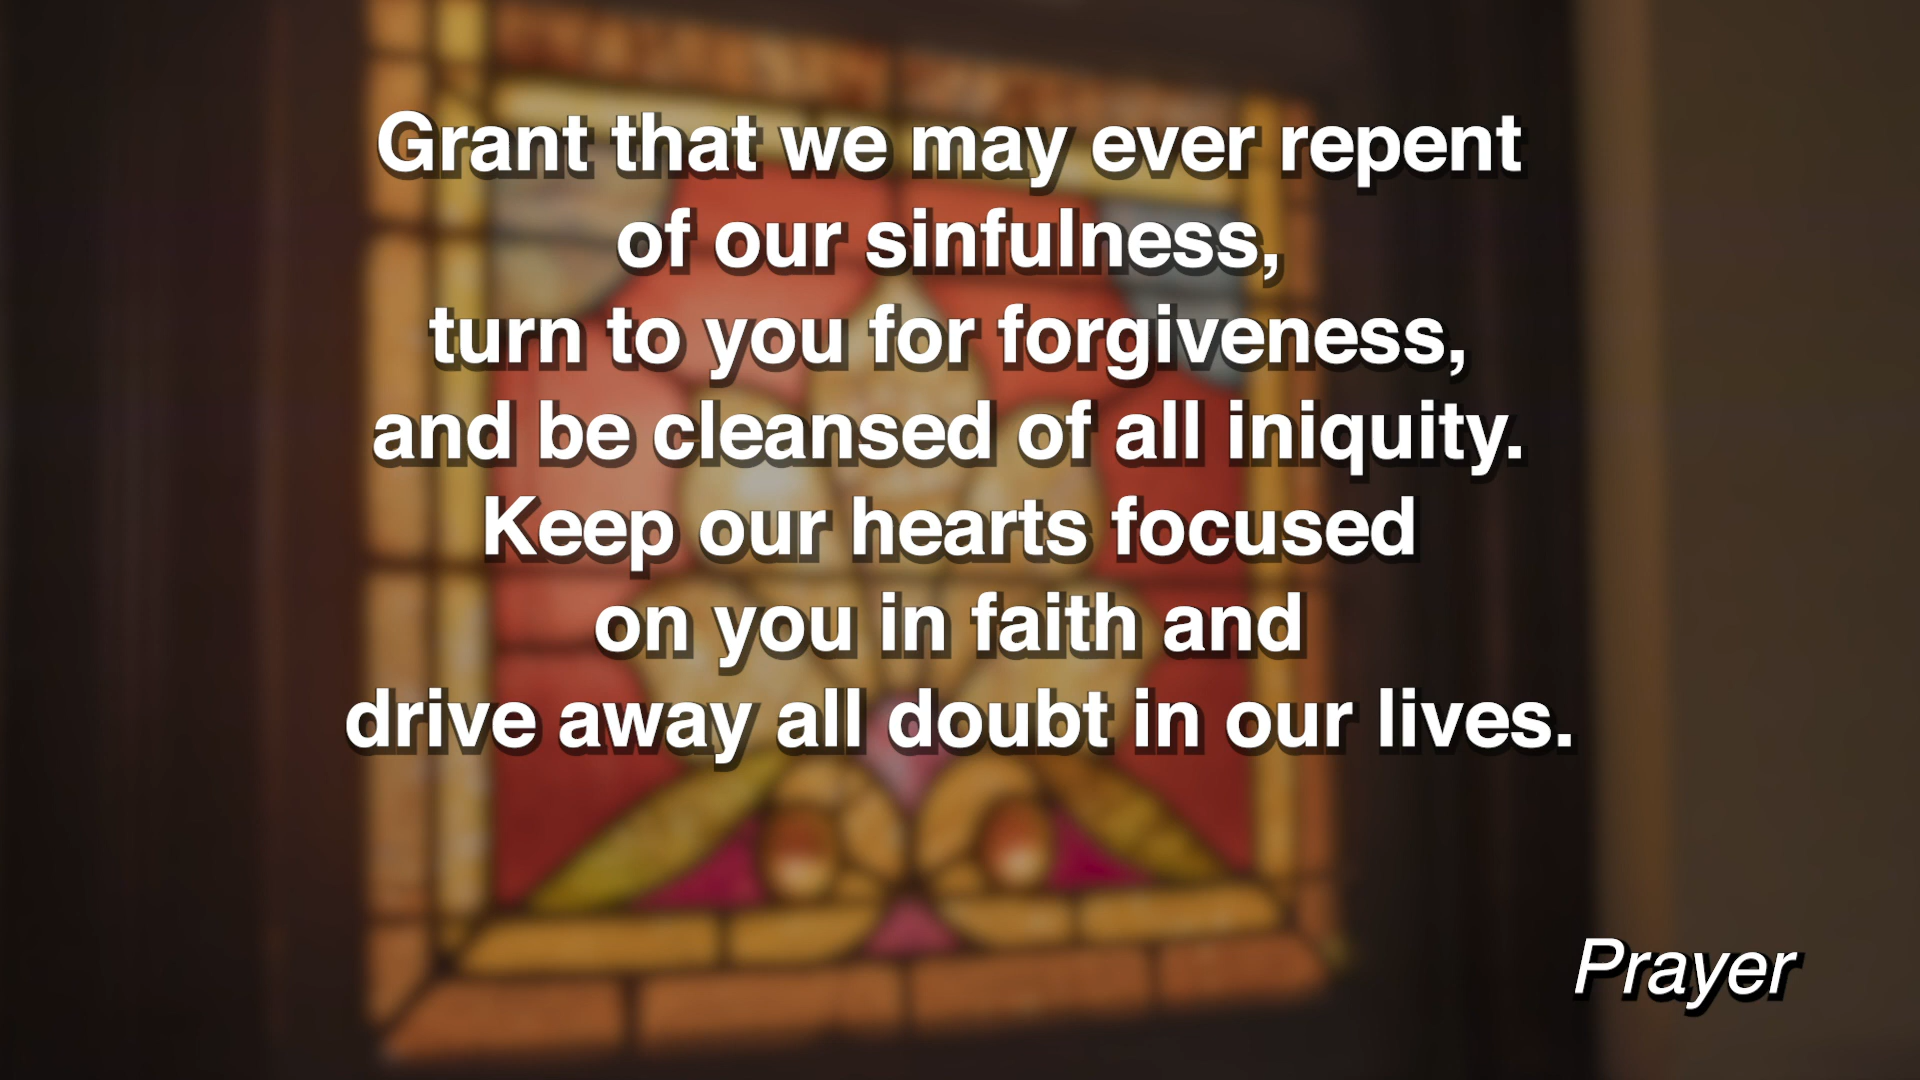 Grant that we may ever repent
of our sinfulness,
turn to you for forgiveness,
and be cleansed of all iniquity.
Keep our hearts focused
on you in faith and
drive away all doubt in our lives.
Prayer